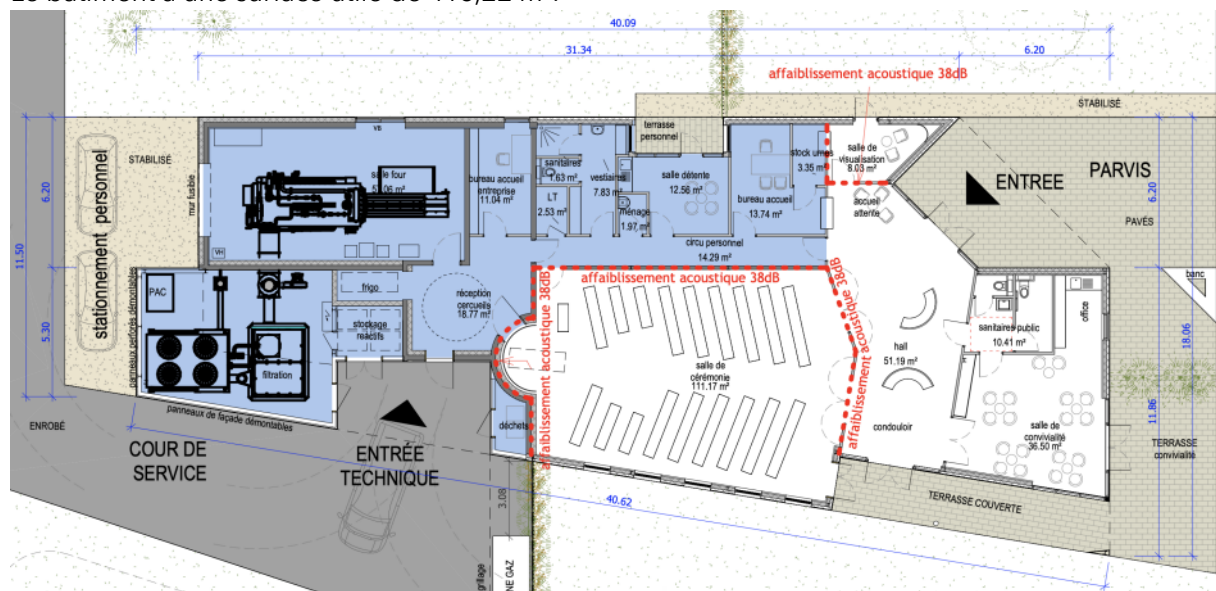 40.09
31.34
6.20
affaiblissement acoustique 38dB
STABILISÉ
terrasse
personnel
VB
STABILISÉ
mur fusible
stationnement personnel
11.50
6.20
5.30
salle four
bureau accueil
entreprise
11.04 m²
sanitaires
1.63 m²
vestiaires
7.83 m²
LT
2.53 m²
ménage
1.97 m²
salle détente
12.56 m²
bureau accueil
13.74 m²
stock urnes
3.35 m²
salle de
visualisation
8.03 m²
accueil
attente
ENTREE
PARVIS
PAVÉS
6.20
VH
circu personnel
14.29 m²
affaiblissement acoustique 38dB
PAC
frigo
stockage
réactifs
réception
cercueils
18.77 m²
filtration
panneaux perforés démontables
panneaux de façade démontables
affaiblissement acoustique 38dB
salle de
cérémonie
111.17 m²
affaiblissement acoustique 38dB
hall
51.19 m²
sanitaires public
10.41 m²
office
banc
18.06
11.86
condouloir
salle de
convivialité
36.50 m²
TERRASSE
convivialité
déchets
ENROBÉ
COUR DE
SERVICE
ENTRÉE
TECHNIQUE
3.08
40.62
TERRASSE COUVERTE
grillage
NE GAZ